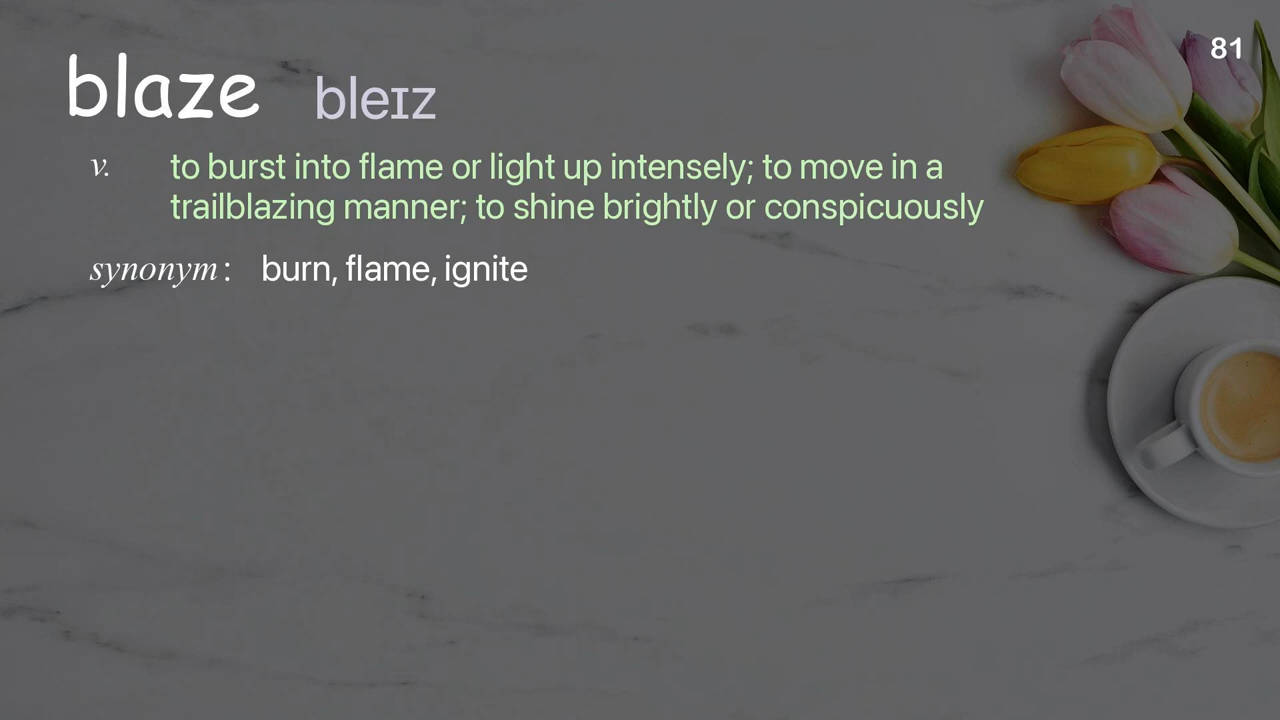 81
blaze bleɪz
v. to burst into flame or light up intensely; to move in a
trailblazing manner; to shine brightly or conspicuously
synonym: burn, flame, ignite